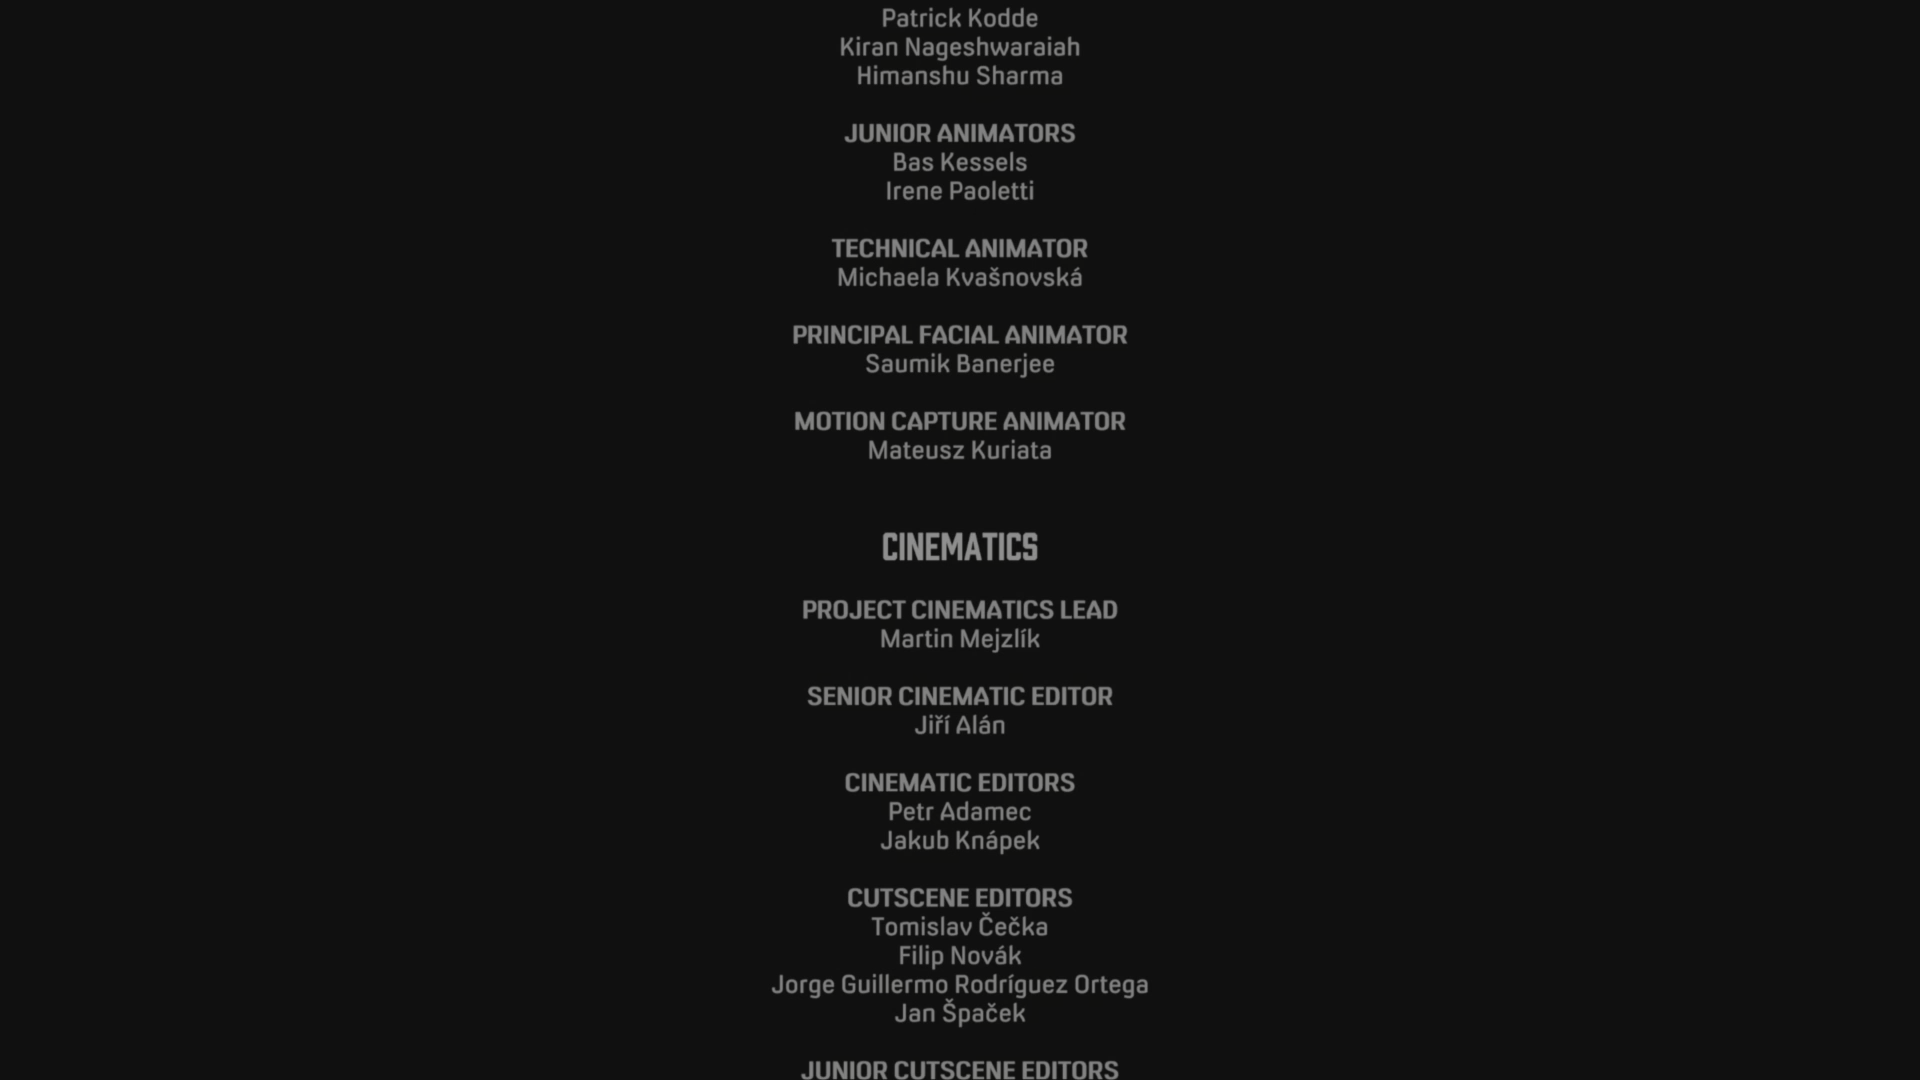 Patrick Kodde
Kiran Nageshwaraiah
Himanshu Sharma
JUNIOR ANIMATORS
Bas Kessels
Irene Paoletti
TECHNICAL ANIMATOR
Michaela Kvašnovská
PRINCIPAL FACIAL ANIMATOR
Saumik Banerjee
MOTION CAPTURE ANIMATOR
Mateusz Kuriata
CINEMATICS
PROJECT CINEMATICS LEAD
Martin Mejzlík
SENIOR CINEMATIC EDITOR
Jiří Alán
CINEMATIC EDITORS
Petr Adamec
Jakub Knápek
CUTSCENE EDITORS
Tomislav Čečka
Filip Novák
Jorge Guillermo Rodríguez Ortega
Jan Špaček
JUNIOR CUTSCENE EDITORS